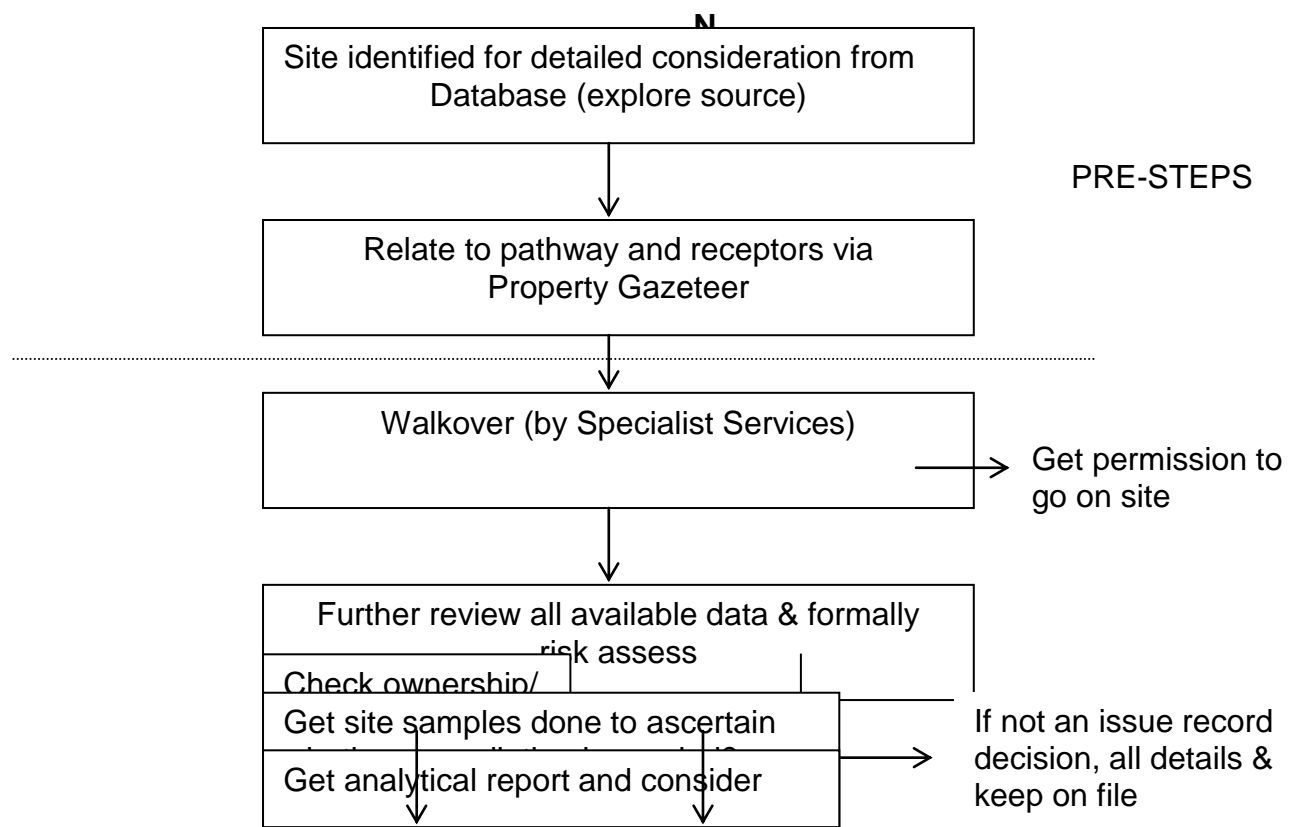 N
Site identified for detailed consideration from
Database (explore source)
PRE-STEPS
Relate to pathway and receptors via
Property Gazeteer
Walkover (by Specialist Services)
Get permission to
go on site
Further review all available data & formally
risk assess
Check ownership/
Get site samples done to ascertain
If not an issue record
decision, all details &
keep on file
Get analytical report and consider